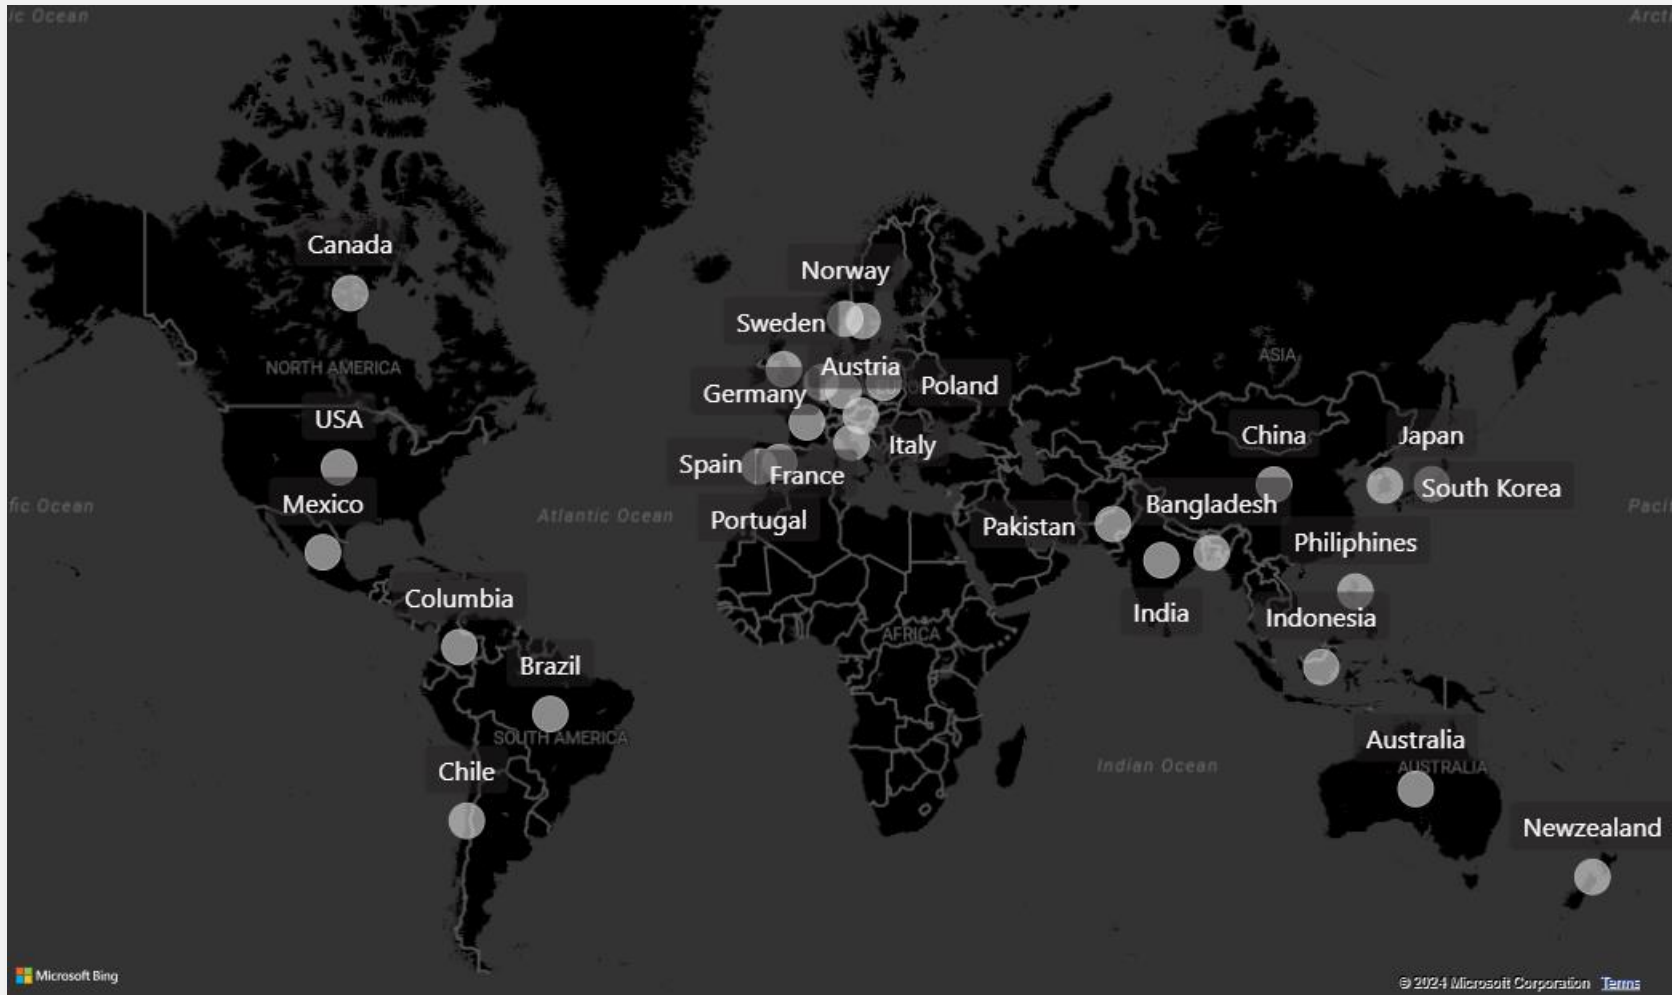 ic Ocean
Arcti
Canada
Norway
Sweden
NORTH AMERICA
Austria
ASIA
Germany
Poland
USA
China
Japan
Italy
Spain
France
South Korea
Mexico
fic Ocean
Atlantic Ocean
Portugal
Pakistan
Bangladesh
Pacif
Philiphines
Columbia
India
Indonesia
AFRICA
Brazil
SOUTH AMERICA
Chile
Indian Ocean
Australia
AUSTRALIA
Newzealand
Microsoft Bing
© 2024 Microsoft Corporation Terms